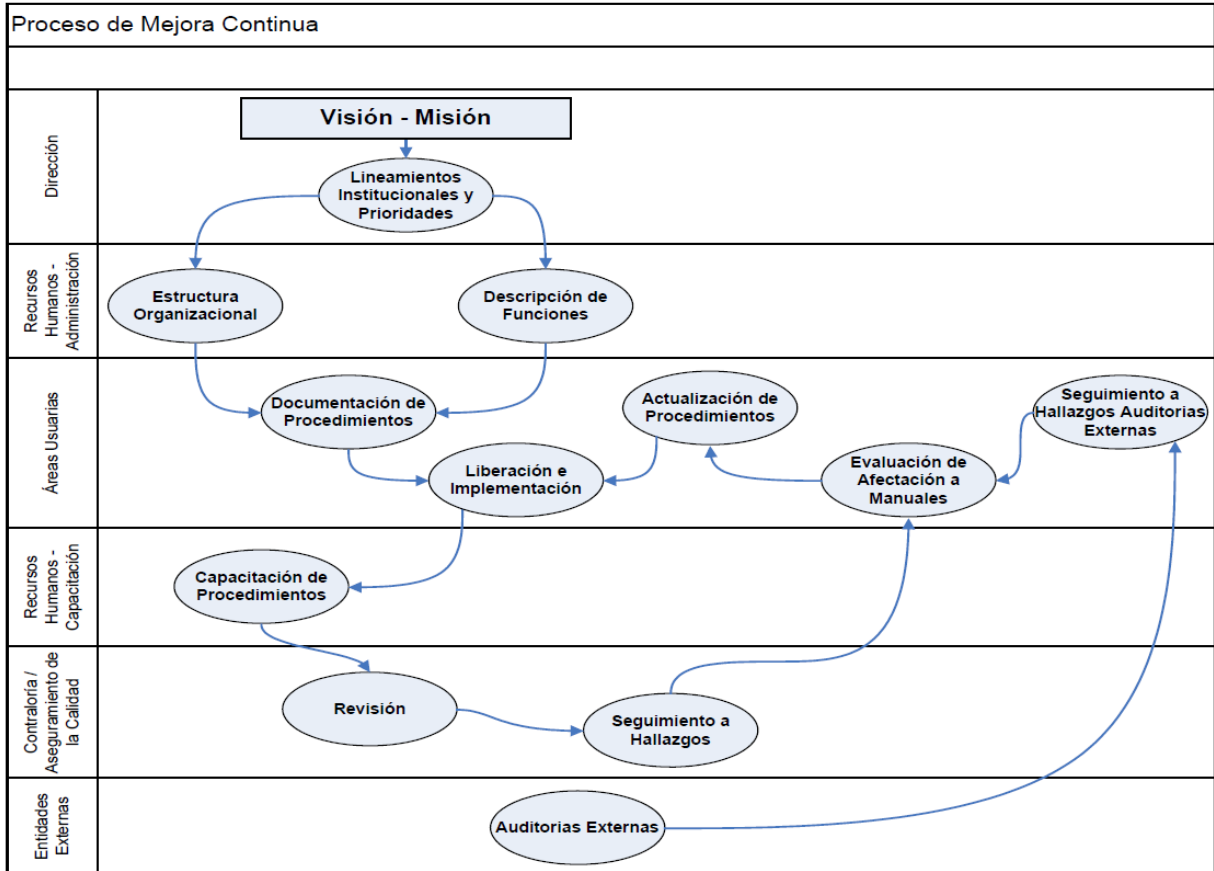 Proceso de Mejora Continua
Dirección
Visión - Misión
Lineamientos
Institucionales y
Prioridades
Recursos
Humanos -
Administración
Estructura
Organizacional
Descripción de
Funciones
Áreas Usuarias
Documentación de
Procedimientos
Actualización de
Procedimientos
Seguimiento a
Hallazgos Auditorias
Externas
Liberación e
Implementación
Evaluación de
Afectación a
Manuales
Recursos
Humanos -
Capacitación
Capacitación de
Procedimientos
Contraloría /
Aseguramiento de
la Calidad
Revisión
Seguimiento a
Hallazgos
Entidades
Externas
Auditorias Externas